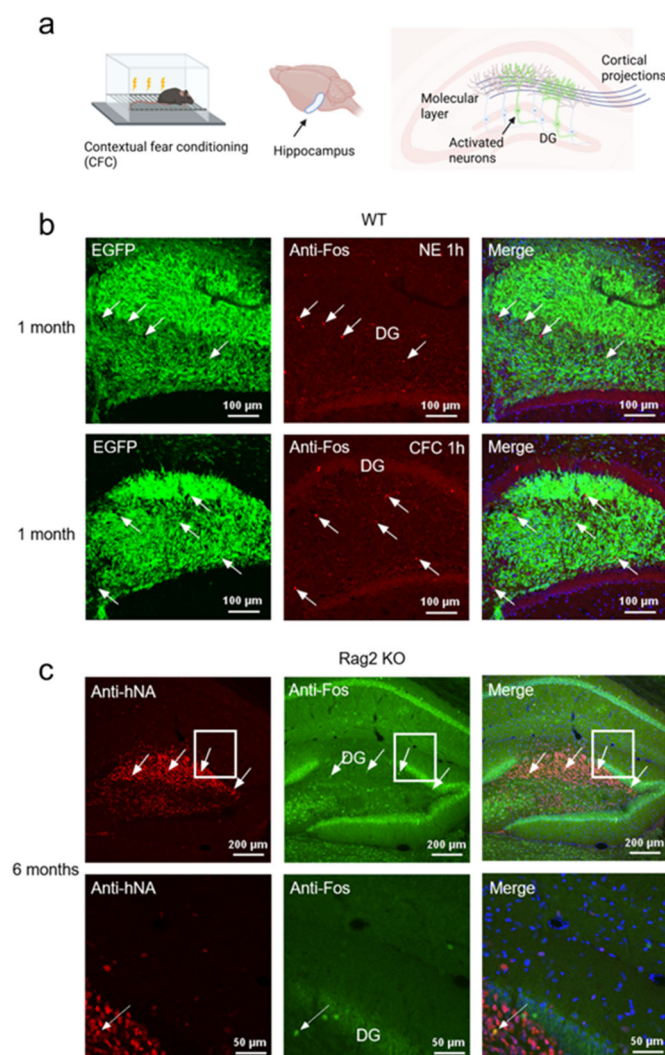 a
Contextual fear conditioning
(CFC)
Hippocampus
Molecular
layer
Activated
neurons
DG
Cortical
projections
b
WT
1 month
EGFP
100 µm
Anti-Fos
NE 1h
DG
100 µm
Merge
100 µm
1 month
EGFP
100 µm
Anti-Fos
DG
CFC 1h
100 µm
Merge
100 µm
c
Rag2 KO
6 months
Anti-hNA
200 µm
Anti-Fos
DG
200 µm
Merge
200 µm
Anti-hNA
50 µm
Anti-Fos
DG
50 µm
Merge
50 µm